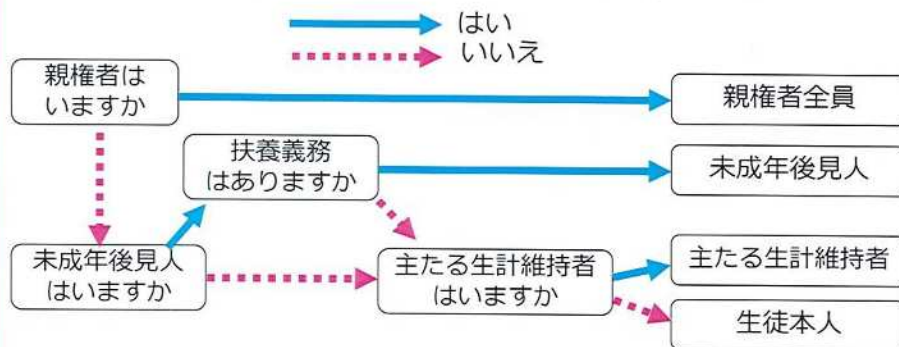 はい
いいえ
親権者は
いますか
親権者全員
扶養義務
はありますか
未成年後見人
未成年後見人
はいますか
主たる生計維持者
はいますか
主たる生計維持者
生徒本人